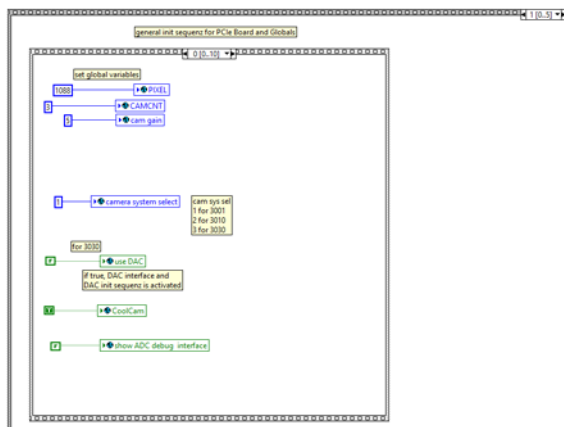 1 [0..5]
general init sequenz for PCIe Board and Globals
0 [0..10]
set global variables
1088 PIXEL
3 CAMCNT
5 cam gain
1 camera system select
cam sys sel
1 for 3001
2 for 3010
3 for 3030
for 3030
F use DAC
if true, DAC interface and
DAC init sequenz is activated
CoolCam
F show ADC debug interface